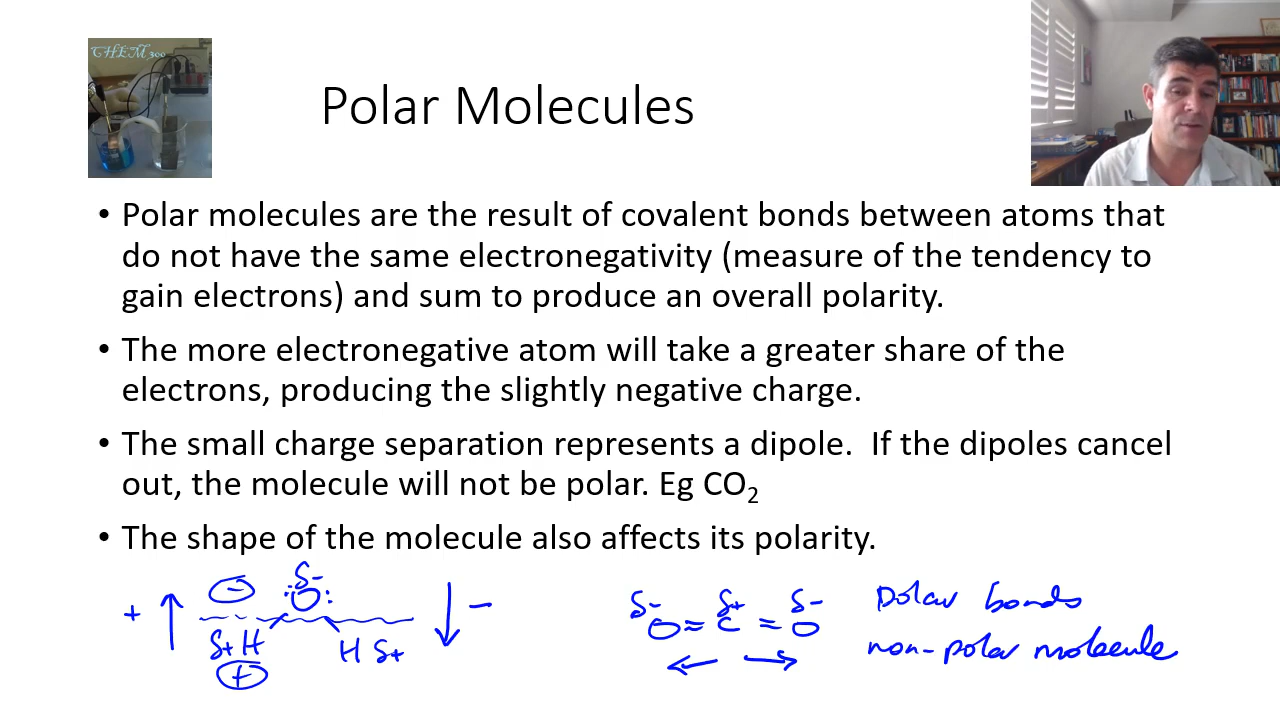 CHEM 300
Polar Molecules
• Polar molecules are the result of covalent bonds between atoms that
do not have the same electronegativity (measure of the tendency to
gain electrons) and sum to produce an overall polarity.
• The more electronegative atom will take a greater share of the
electrons, producing the slightly negative charge.
• The small charge separation represents a dipole.  If the dipoles cancel
out, the molecule will not be polar. Eg CO₂
• The shape of the molecule also affects its polarity.
δ-
+ ↑ - :O: ↓ -
δ+ H H δ+
+
δ- δ+ δ-
O = C = O
← →
polar bonds
non-polar molecule